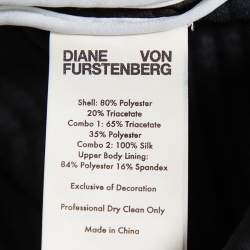 DIANE VON
FURSTENBERG
Shell: 80% Polyester
20% Triacetate
Combo 1: 65% Triacetate
35% Polyester
Combo 2: 100% Silk
Upper Body Lining:
84% Polyester 16% Spandex
Exclusive of Decoration
Professional Dry Clean Only
Made in China